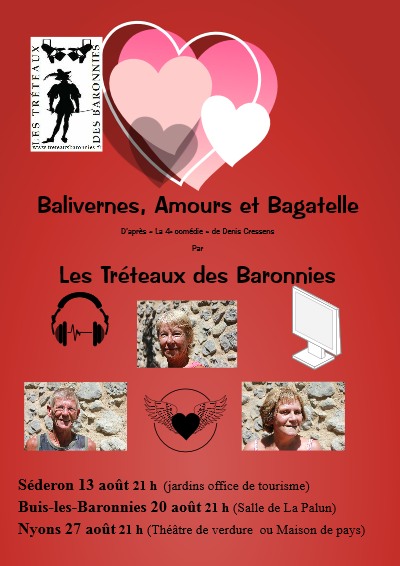 LES TRÉTEAUX
DES BARONNIES
Balivernes, Amours et Bagatelle
D'après « La 4e comédie » de Denis Cressens
Par
Les Tréteaux des Baronnies
Séderon 13 août 21 h (jardins office de tourisme)
Buis-les-Baronnies 20 août 21 h (Salle de La Palun)
Nyons 27 août 21 h (Théâtre de verdure ou Maison de pays)